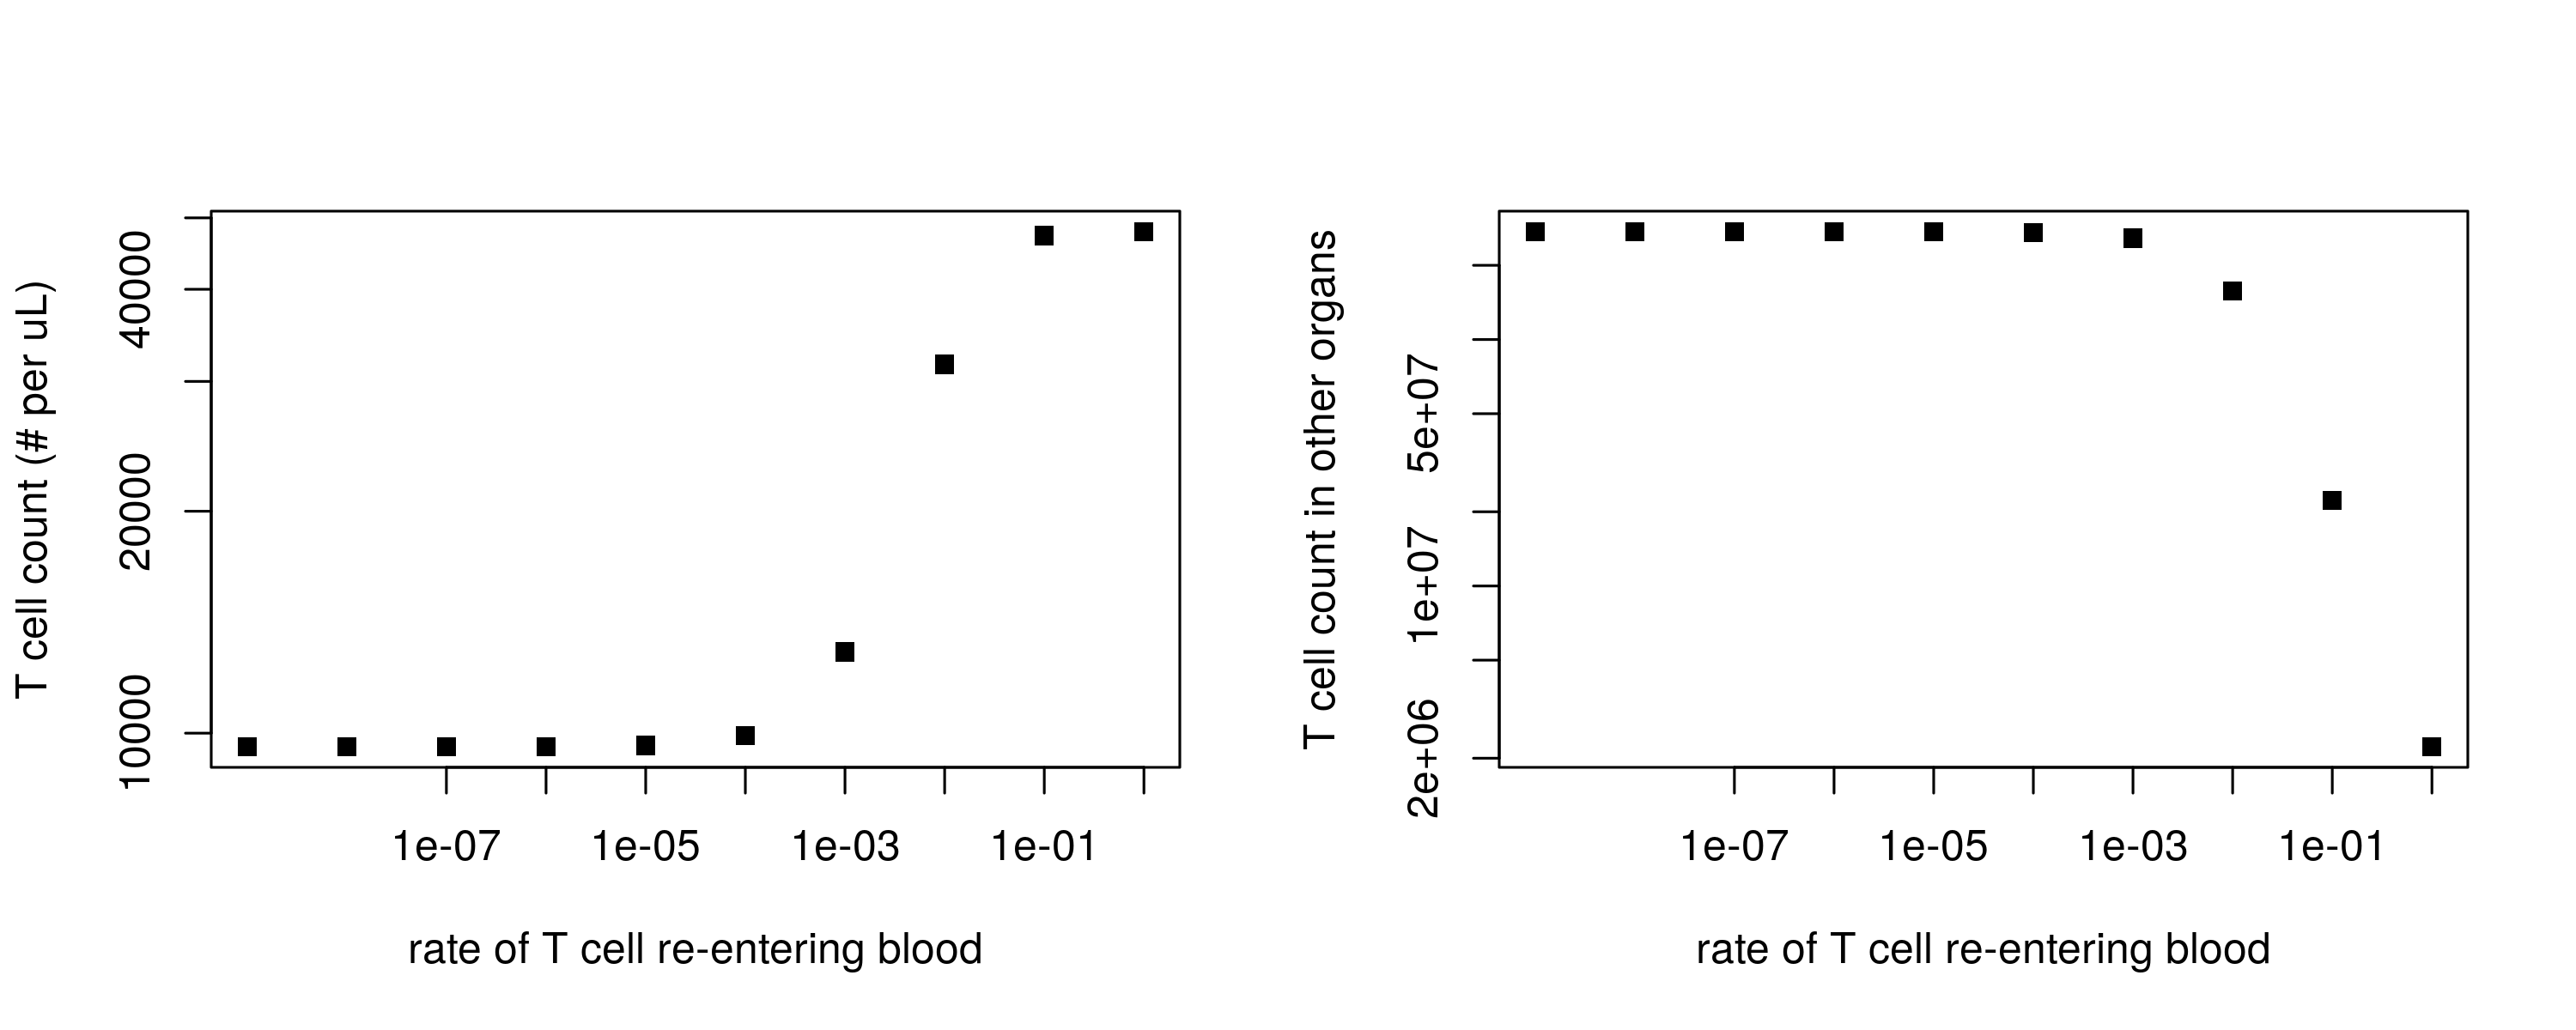 T cell count (# per uL)
40000
20000
10000
1e-07 1e-05 1e-03 1e-01
rate of T cell re-entering blood
T cell count in other organs
5e+07
1e+07
2e+06
1e-07 1e-05 1e-03 1e-01
rate of T cell re-entering blood